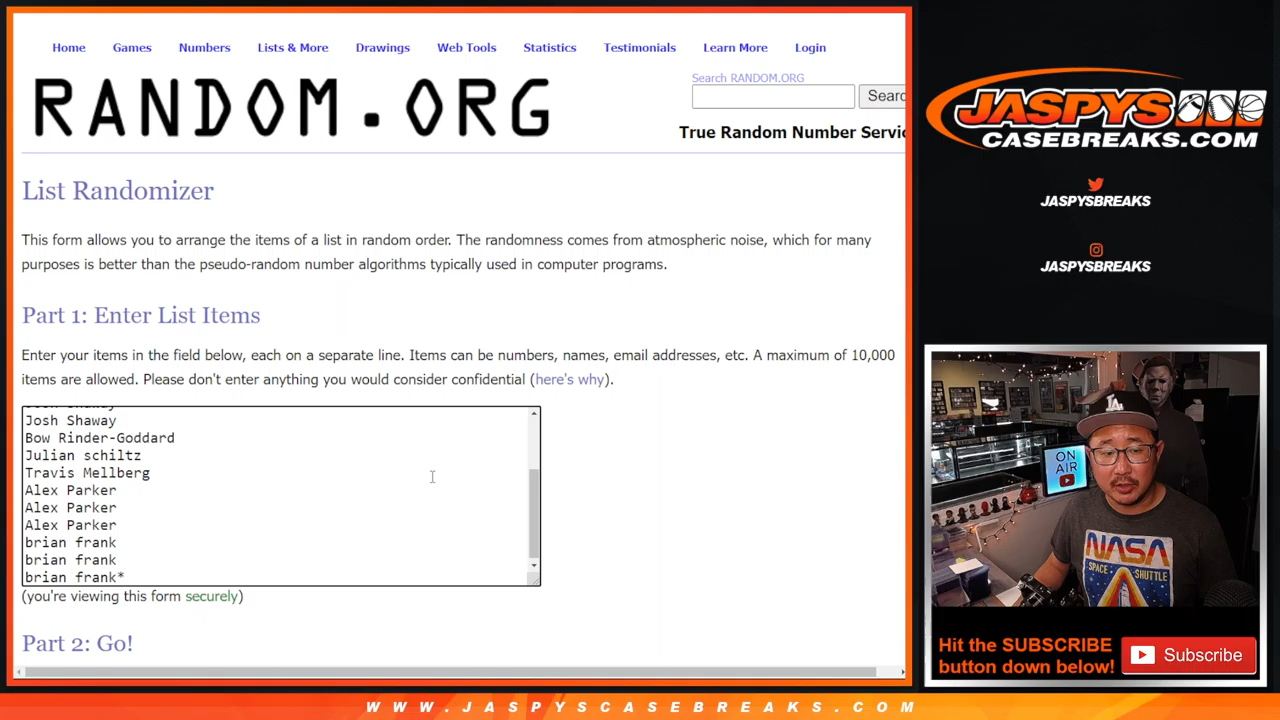 Home Games Numbers Lists & More Drawings Web Tools Statistics Testimonials Learn More Login
Search RANDOM.ORG
RANDOM.ORG
Searc
True Random Number Servic
List Randomizer
This form allows you to arrange the items of a list in random order. The randomness comes from atmospheric noise, which for many
purposes is better than the pseudo-random number algorithms typically used in computer programs.
Part 1: Enter List Items
Enter your items in the field below, each on a separate line. Items can be numbers, names, email addresses, etc. A maximum of 10,000
items are allowed. Please don't enter anything you would consider confidential (here's why).
Josh Shaway
Josh Shaway
Bow Rinder-Goddard
Julian schiltz
Travis Mellberg
Alex Parker
Alex Parker
Alex Parker
brian frank
brian frank
brian frank*
(you're viewing this form securely)
Part 2: Go!
JASPYS
CASEBREAKS.COM
JASPYSBREAKS
JASPYSBREAKS
LA
ON
AIR
NASA
SPACE SHUTTLE
Hit the SUBSCRIBE
button down below!
Subscribe
WWW.JASPYSCASEBREAKS.COM